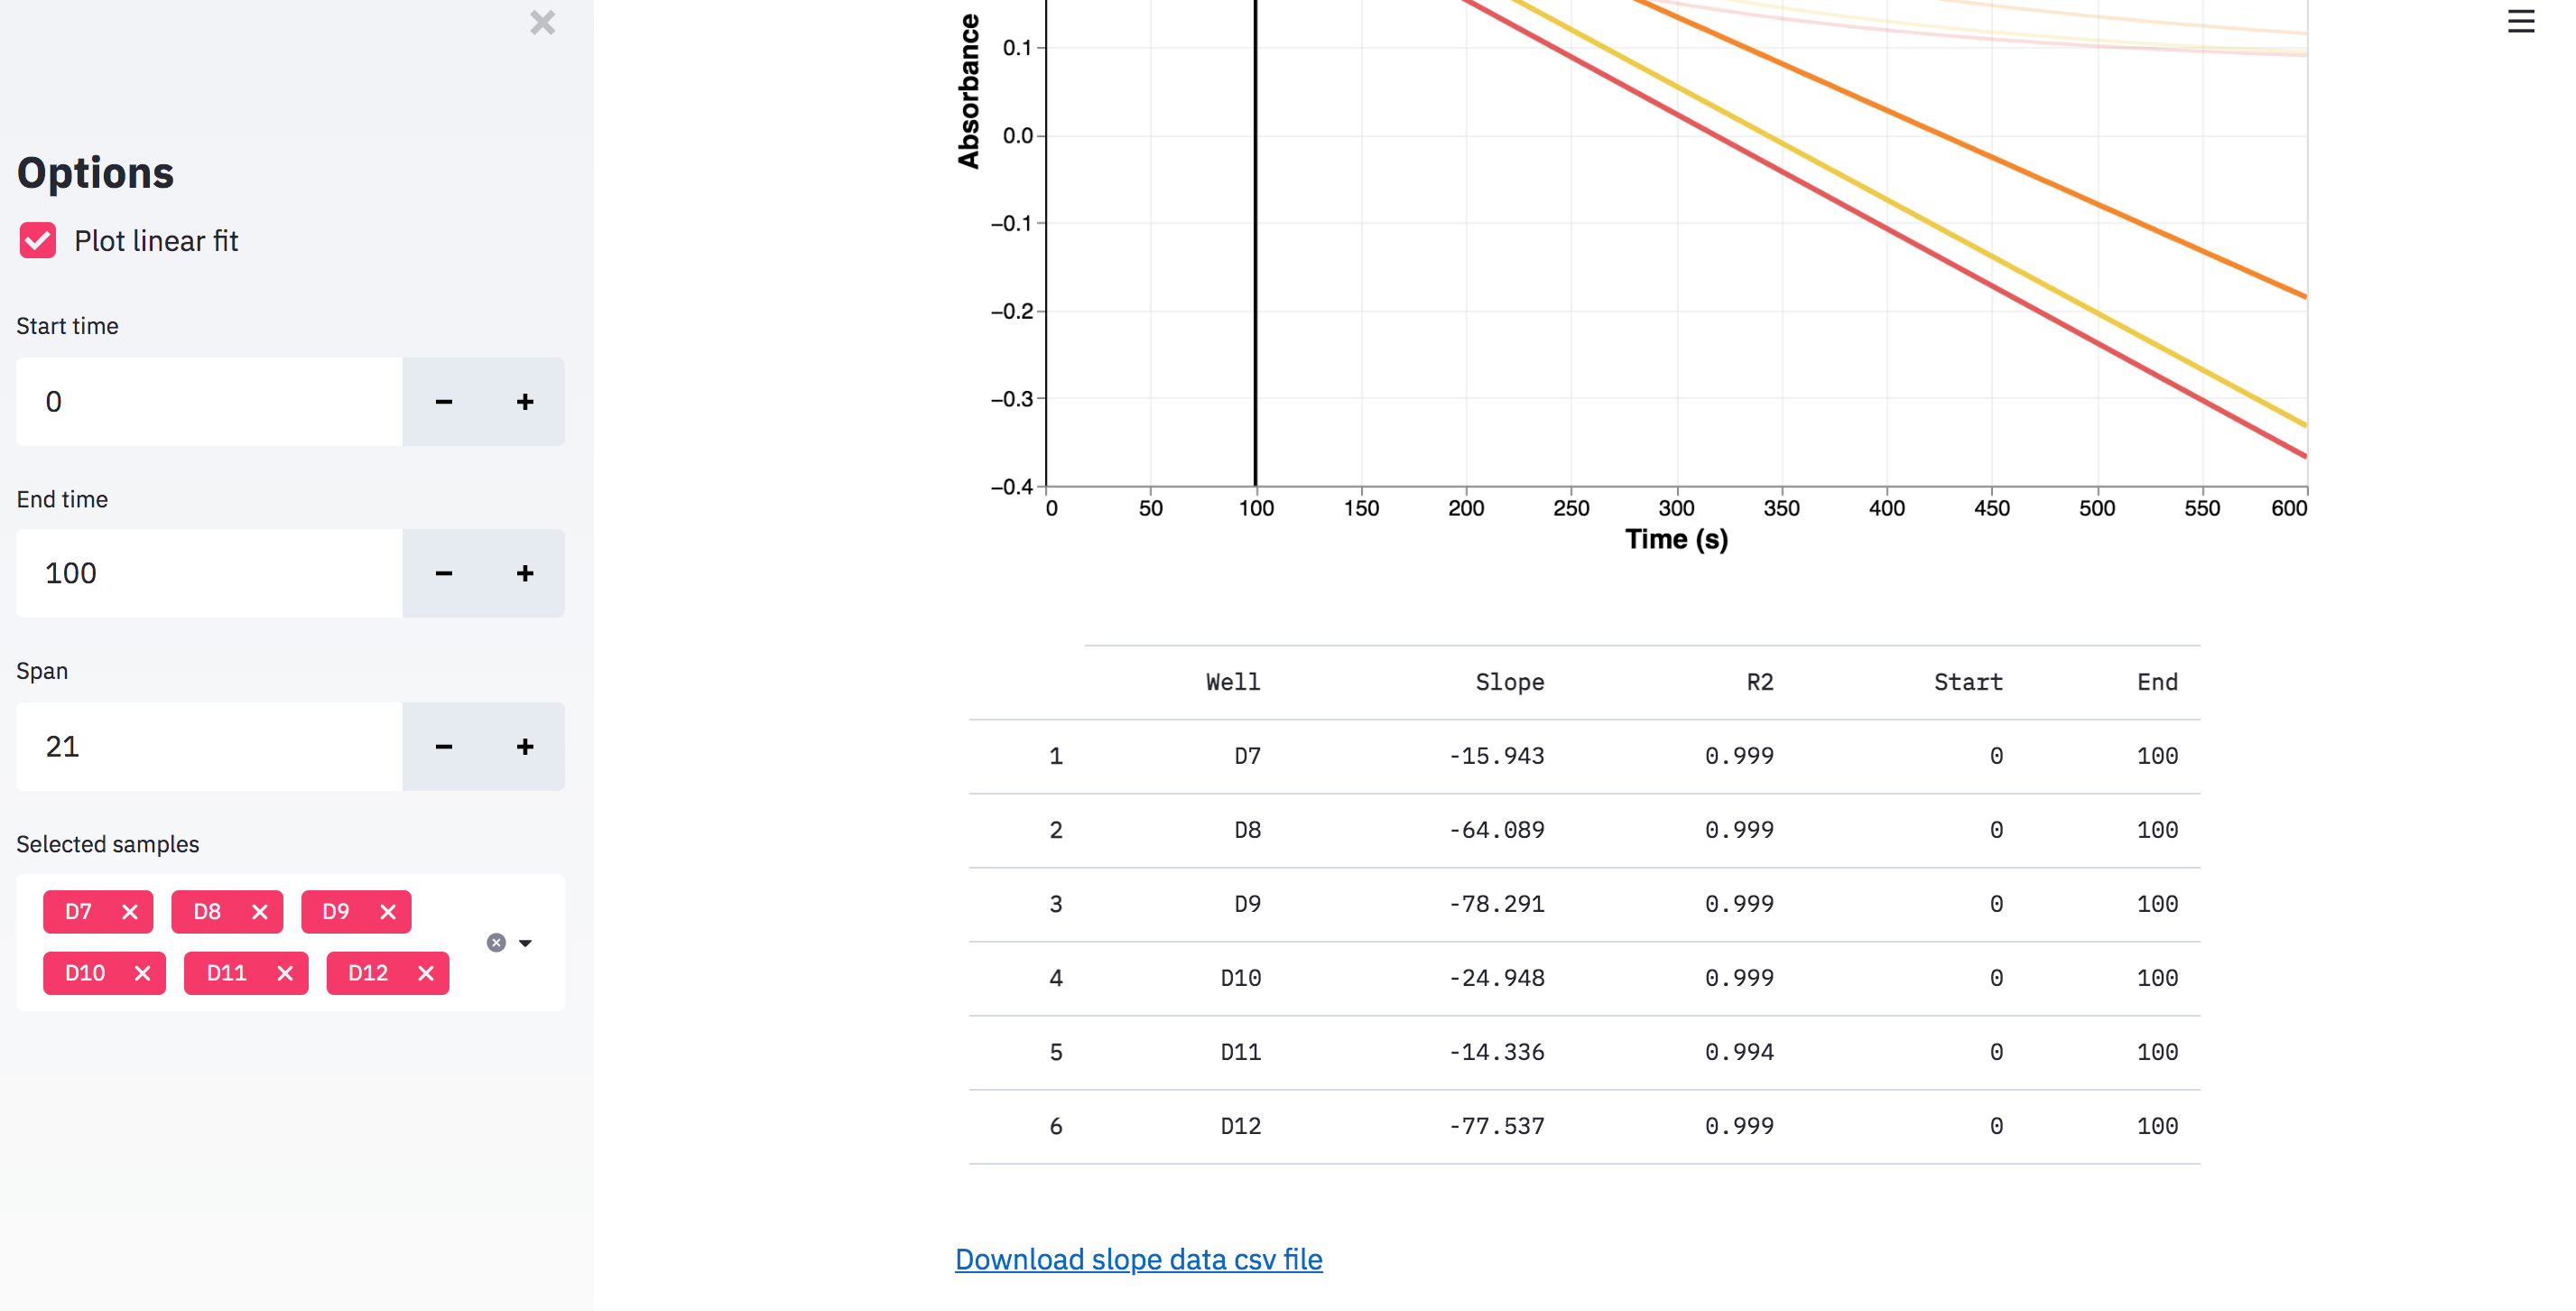 Options
Plot linear fit
Start time
0
End time
100
Span
21
Selected samples
D7 D8 D9
D10 D11 D12
Absorbance
0.1
0.0
−0.1
−0.2
−0.3
−0.4
0 50 100 150 200 250 300 350 400 450 500 550 600
Time (s)
Well Slope R2 Start End
1 D7 -15.943 0.999 0 100
2 D8 -64.089 0.999 0 100
3 D9 -78.291 0.999 0 100
4 D10 -24.948 0.999 0 100
5 D11 -14.336 0.994 0 100
6 D12 -77.537 0.999 0 100
Download slope data csv file